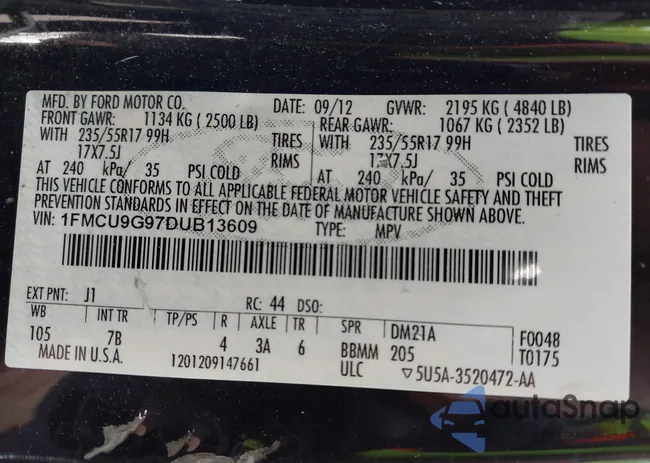 MFD. BY FORD MOTOR CO. DATE: 09/12 GVWR: 2195 KG ( 4840 LB)
FRONT GAWR: 1134 KG ( 2500 LB) REAR GAWR: 1067 KG ( 2352 LB)
WITH 235/55R17 99H TIRES WITH 235/55R17 99H TIRES
17X7.5J RIMS 17X7.5J RIMS
AT 240 kPa/ 35 PSI COLD AT 240 kPa/ 35 PSI COLD
THIS VEHICLE CONFORMS TO ALL APPLICABLE FEDERAL MOTOR VEHICLE SAFETY AND THEFT
PREVENTION STANDARDS IN EFFECT ON THE DATE OF MANUFACTURE SHOWN ABOVE.
VIN: 1FMCU9G97DUB13609 TYPE: MPV
EXT PNT: J1 RC: 44 DSO:
WB INT TR TP/PS R AXLE TR SPR DM21A F0048
105 7B 4 3A 6 BBMM 205 T0175
MADE IN U.S.A. 1201209147661 ULC ▽5U5A-3520472-AA
autoSnap